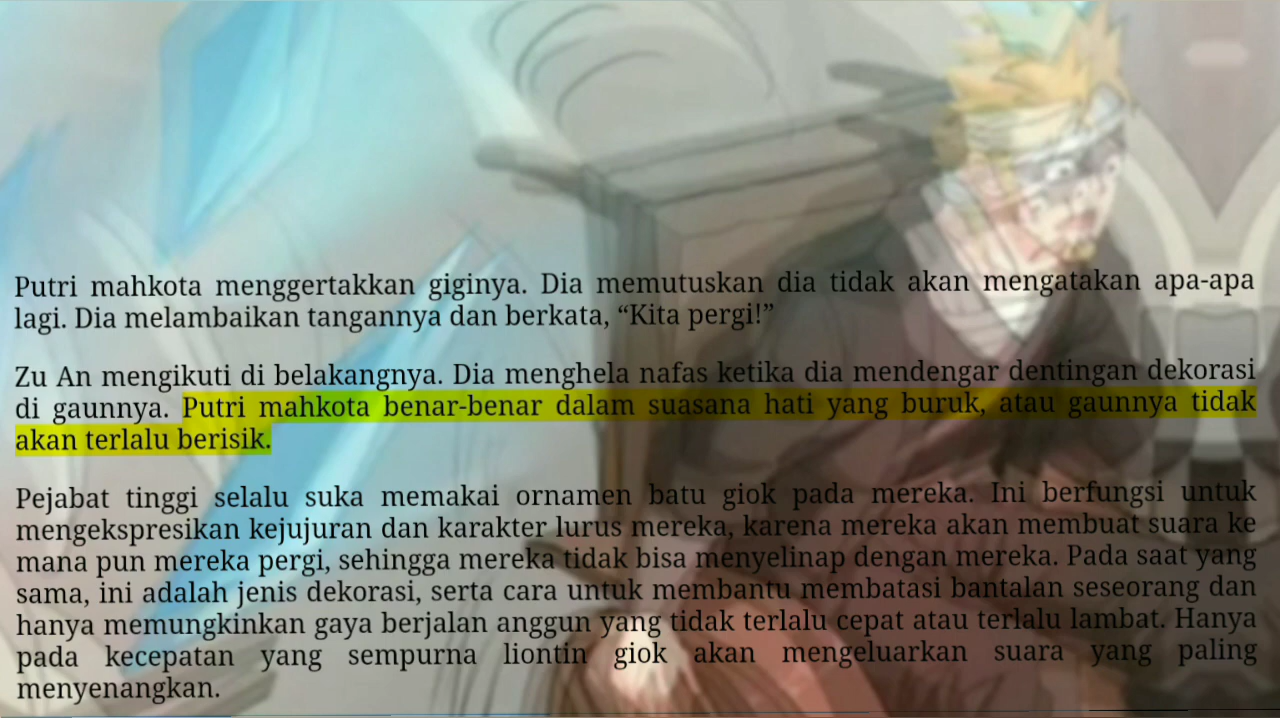 Putri mahkota menggertakkan giginya. Dia memutuskan dia tidak akan mengatakan apa-apa
lagi. Dia melambaikan tangannya dan berkata, “Kita pergi!”
Zu An mengikuti di belakangnya. Dia menghela nafas ketika dia mendengar dentingan dekorasi
di gaunnya. Putri mahkota benar-benar dalam suasana hati yang buruk, atau gaunnya tidak
akan terlalu berisik.
Pejabat tinggi selalu suka memakai ornamen batu giok pada mereka. Ini berfungsi untuk
mengekspresikan kejujuran dan karakter lurus mereka, karena mereka akan membuat suara ke
mana pun mereka pergi, sehingga mereka tidak bisa menyelinap dengan mereka. Pada saat yang
sama, ini adalah jenis dekorasi, serta cara untuk membantu membatasi bantalan seseorang dan
hanya memungkinkan gaya berjalan anggun yang tidak terlalu cepat atau terlalu lambat. Hanya
pada kecepatan yang sempurna liontin giok akan mengeluarkan suara yang paling
menyenangkan.